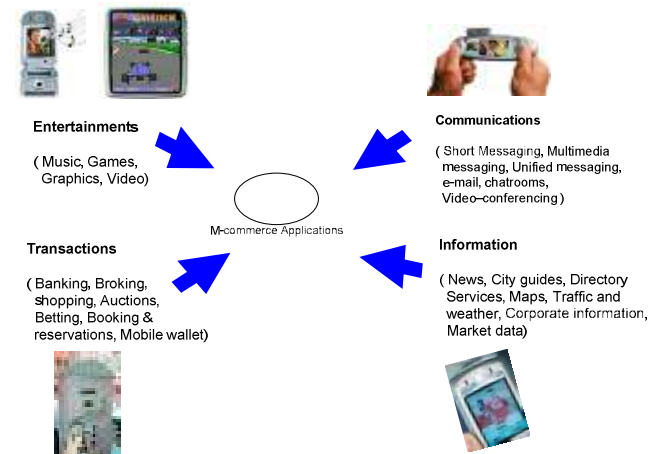 Entertainments
( Music, Games,
Graphics, Video)
Communications
( Short Messaging, Multimedia
messaging, Unified messaging,
e-mail, chatrooms,
Video–conferencing )
M-commerce Applications
Transactions
( Banking, Broking,
shopping, Auctions,
Betting, Booking &
reservations, Mobile wallet)
Information
( News, City guides, Directory
Services, Maps, Traffic and
weather, Corporate information,
Market data)